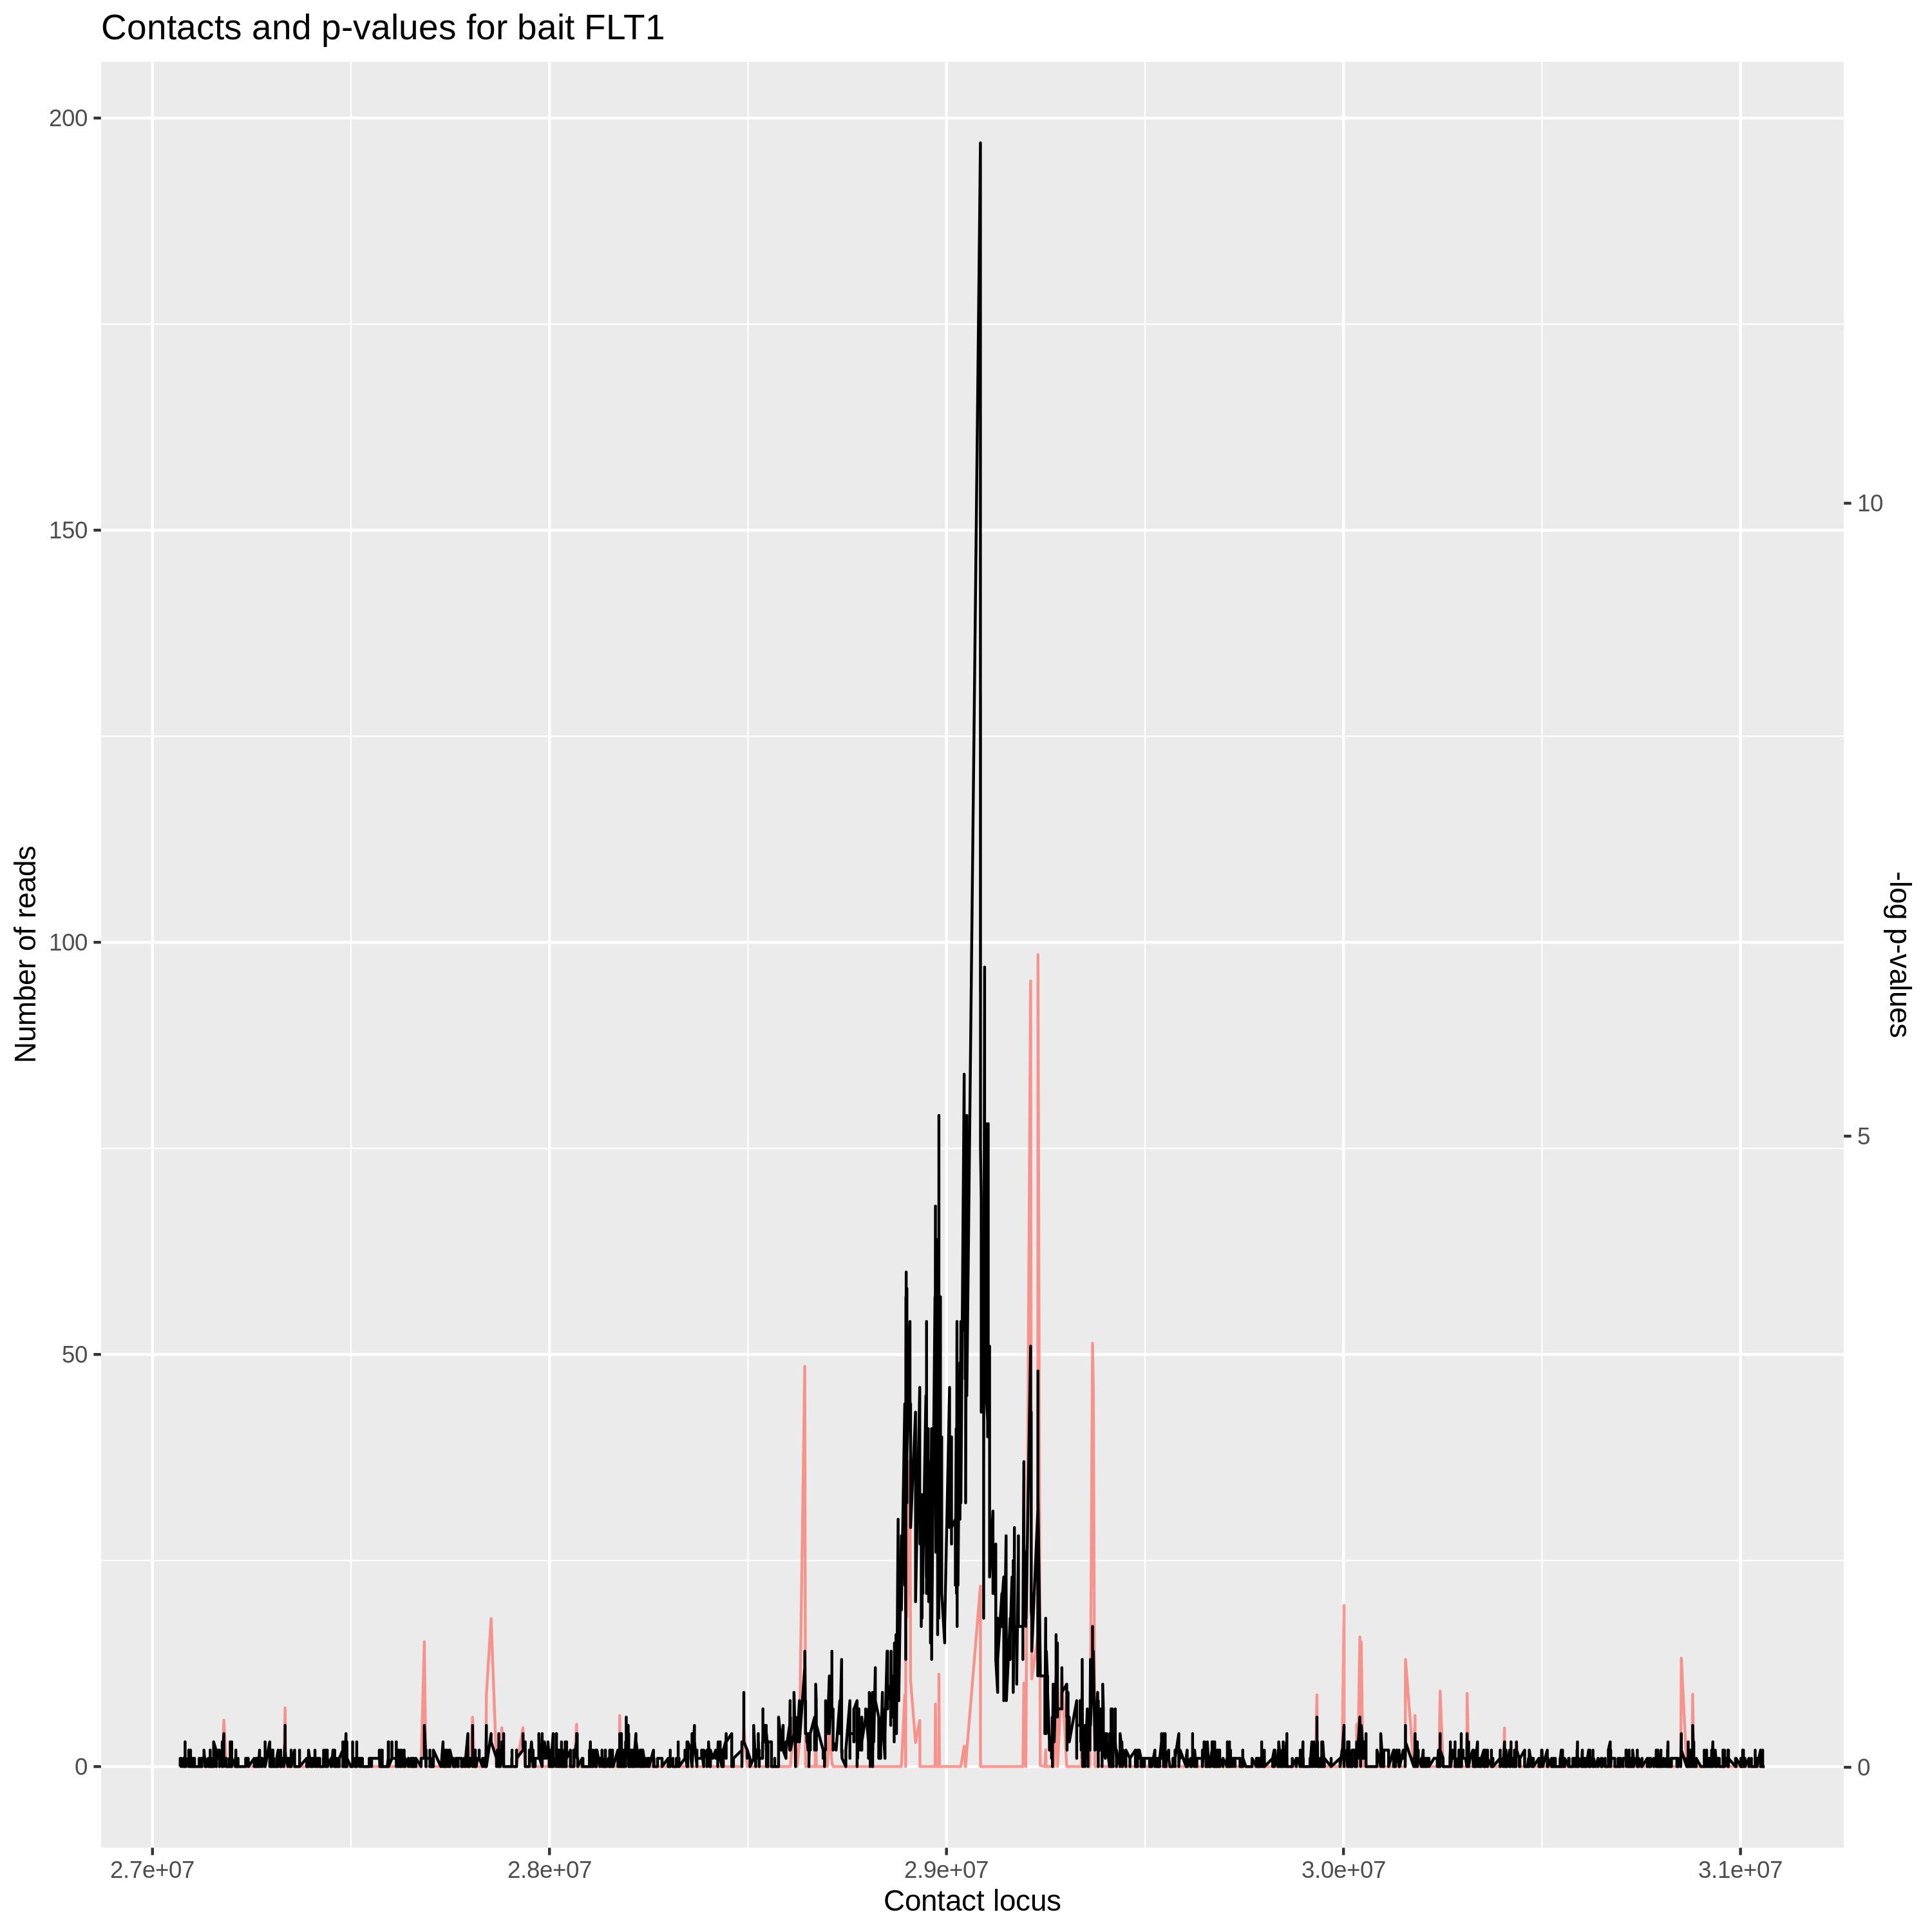 Contacts and p-values for bait FLT1
200
150
100
50
0
Number of reads
10
5
0
-log p-values
2.7e+07
2.8e+07
2.9e+07
3.0e+07
3.1e+07
Contact locus